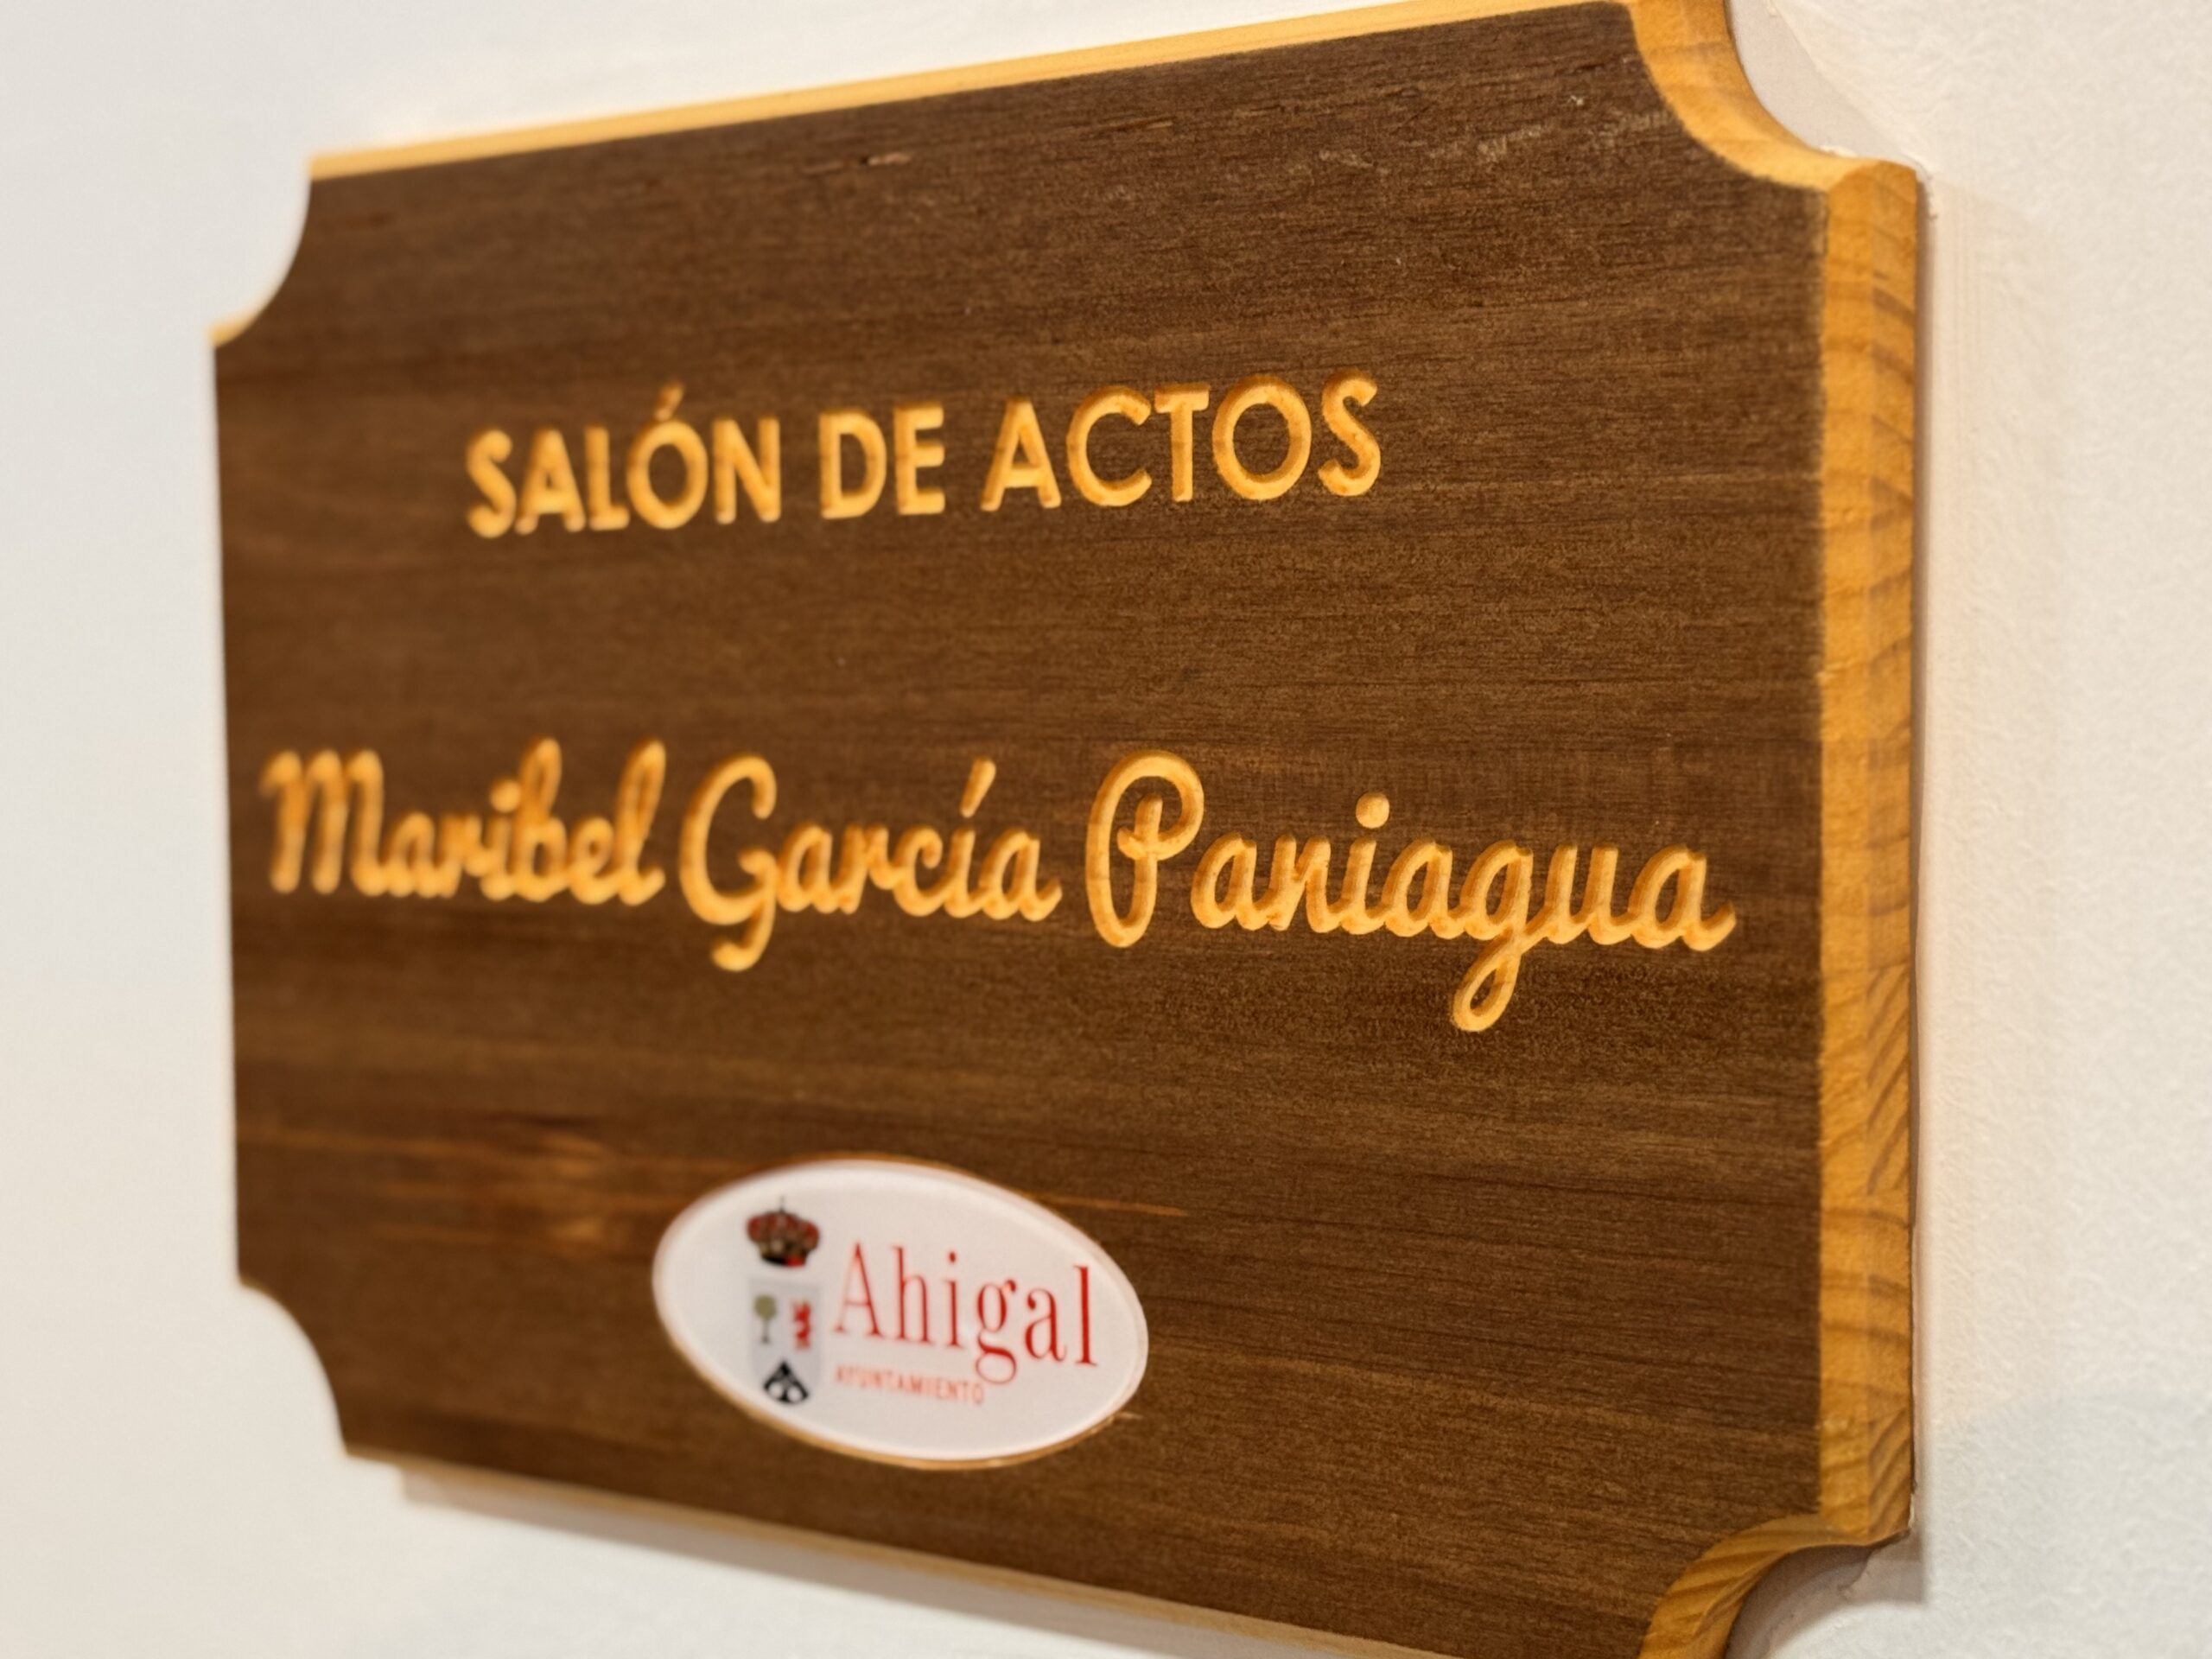 SALÓN DE ACTOS
Maribel García Paniagua
Ahigal
AYUNTAMIENTO